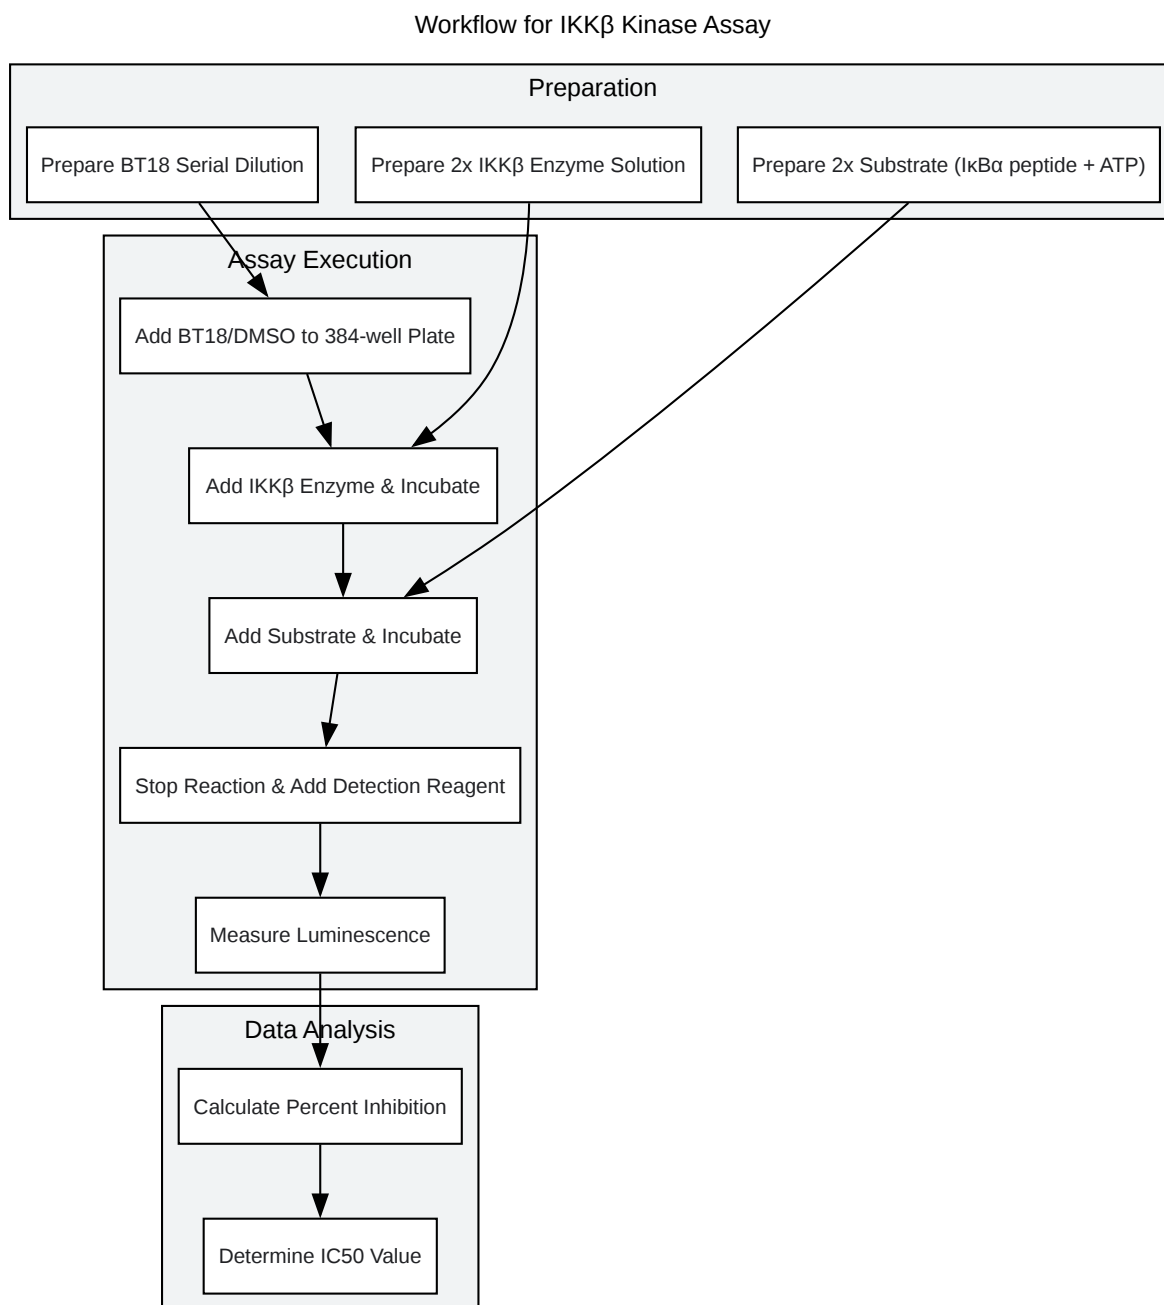 Workflow for IKKβ Kinase Assay
Preparation
Prepare BT18 Serial Dilution
Prepare 2x IKKβ Enzyme Solution
Prepare 2x Substrate (IκBα peptide + ATP)
Assay Execution
Add BT18/DMSO to 384-well Plate
Add IKKβ Enzyme & Incubate
Add Substrate & Incubate
Stop Reaction & Add Detection Reagent
Measure Luminescence
Data Analysis
Calculate Percent Inhibition
Determine IC50 Value